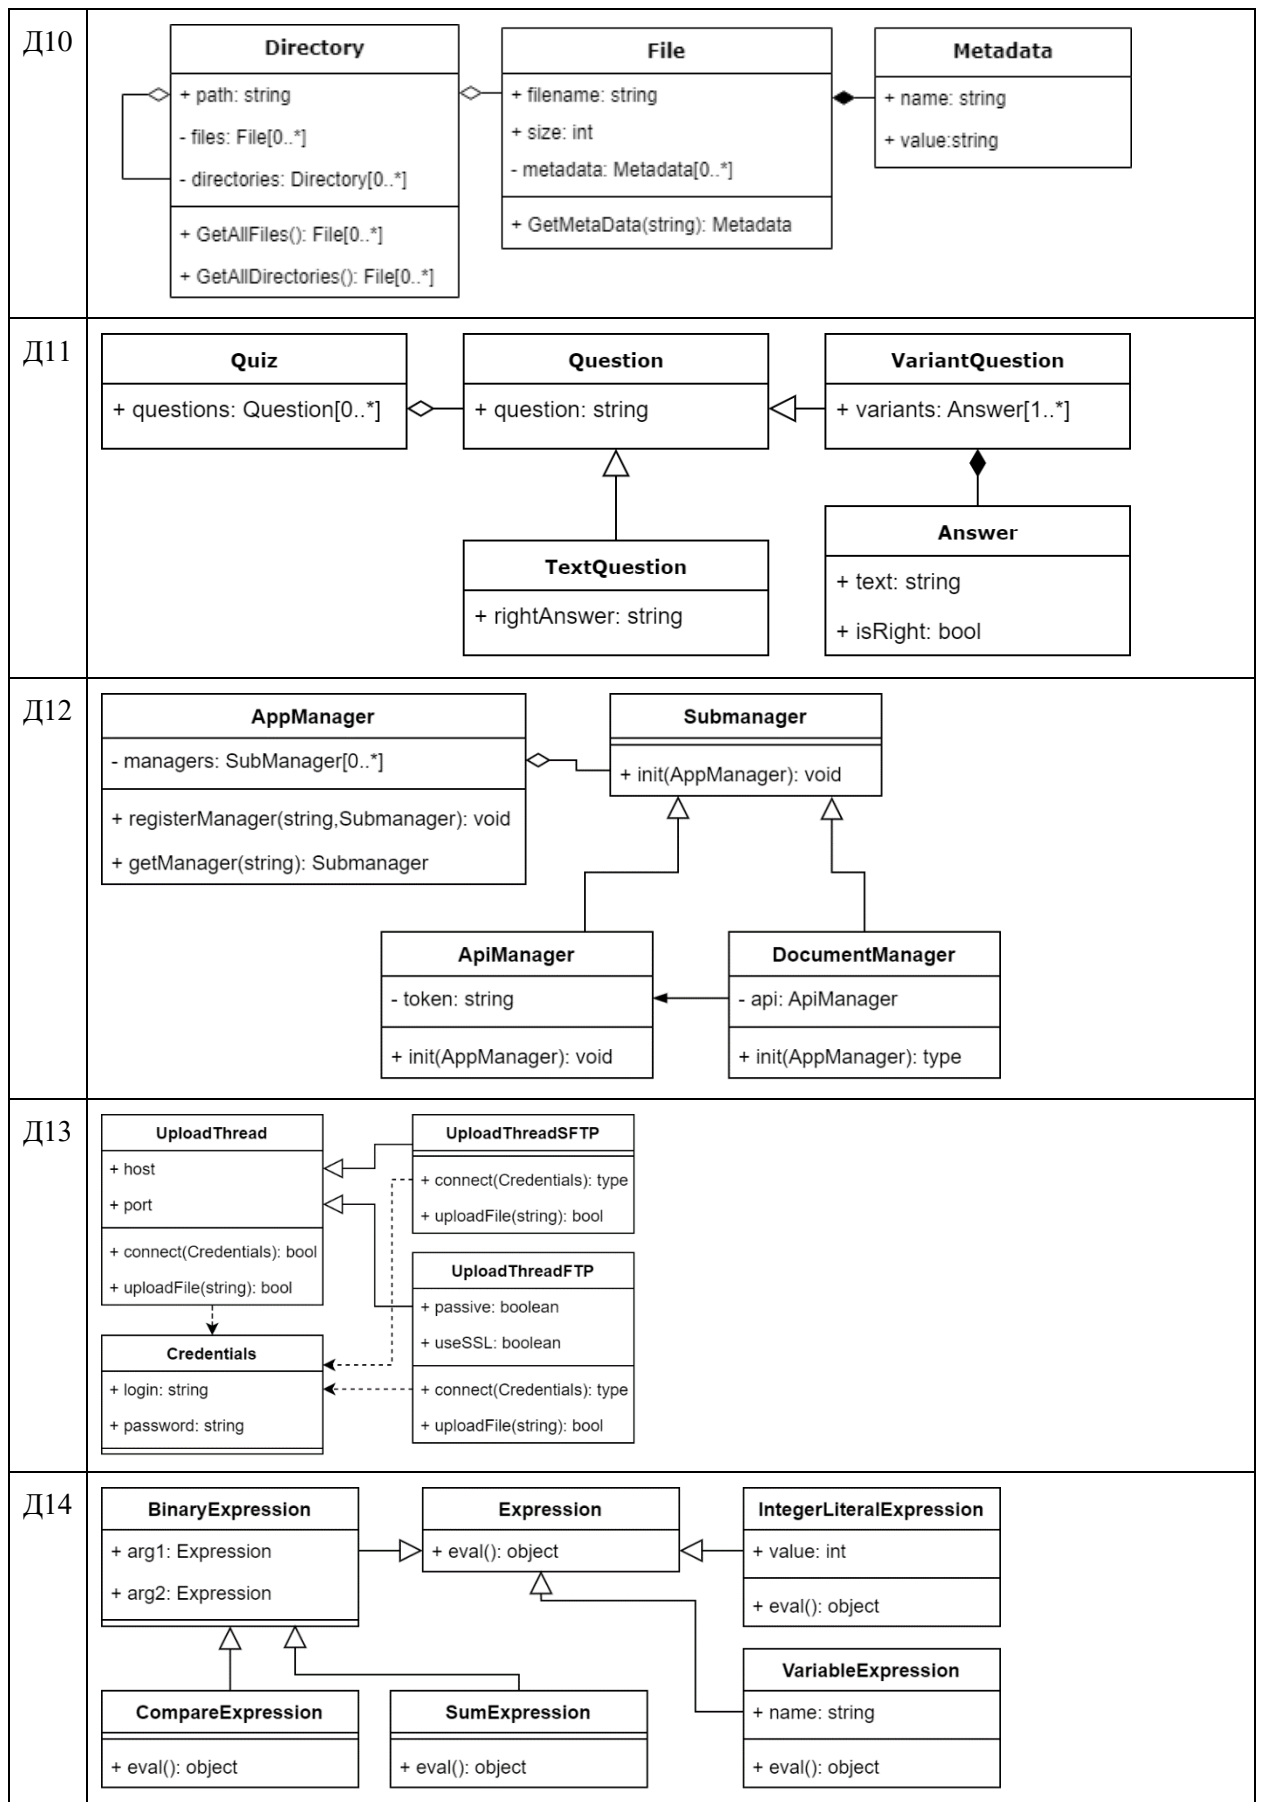 Д10
Directory
+ path: string
- files: File[0..*]
- directories: Directory[0..*]
+ GetAllFiles(): File[0..*]
+ GetAllDirectories(): File[0..*]
File
+ filename: string
+ size: int
- metadata: Metadata[0..*]
+ GetMetaData(string): Metadata
Metadata
+ name: string
+ value:string
Д11
Quiz
+ questions: Question[0..*]
Question
+ question: string
VariantQuestion
+ variants: Answer[1..*]
TextQuestion
+ rightAnswer: string
Answer
+ text: string
+ isRight: bool
Д12
AppManager
- managers: SubManager[0..*]
+ registerManager(string,Submanager): void
+ getManager(string): Submanager
Submanager
+ init(AppManager): void
ApiManager
- token: string
+ init(AppManager): void
DocumentManager
- api: ApiManager
+ init(AppManager): type
Д13
UploadThread
+ host
+ port
+ connect(Credentials): bool
+ uploadFile(string): bool
UploadThreadSFTP
+ connect(Credentials): type
+ uploadFile(string): bool
UploadThreadFTP
+ passive: boolean
+ useSSL: boolean
+ connect(Credentials): type
+ uploadFile(string): bool
Credentials
+ login: string
+ password: string
Д14
BinaryExpression
+ arg1: Expression
+ arg2: Expression
Expression
+ eval(): object
IntegerLiteralExpression
+ value: int
+ eval(): object
VariableExpression
+ name: string
+ eval(): object
CompareExpression
+ eval(): object
SumExpression
+ eval(): object